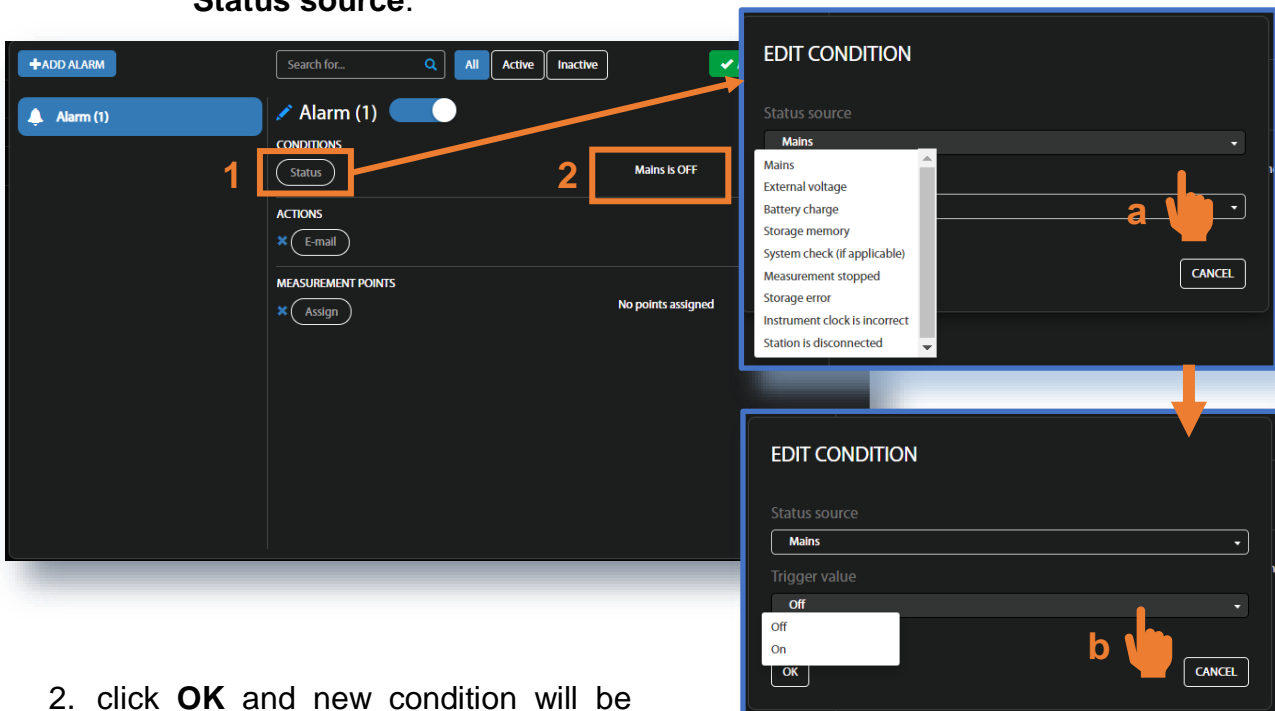 Status source.
ADD ALARM
Search for...
All
Active
Inactive
Alarm (1)
Alarm (1)
CONDITIONS
1
Status
2
Mains is OFF
ACTIONS
E-mail
MEASUREMENT POINTS
Assign
No points assigned
EDIT CONDITION
Status source
Mains
Mains
External voltage
Battery charge
Storage memory
System check (if applicable)
Measurement stopped
Storage error
Instrument clock is incorrect
Station is disconnected
a
CANCEL
EDIT CONDITION
Status source
Mains
Trigger value
Off
Off
On
b
OK
CANCEL
2. click OK and new condition will be